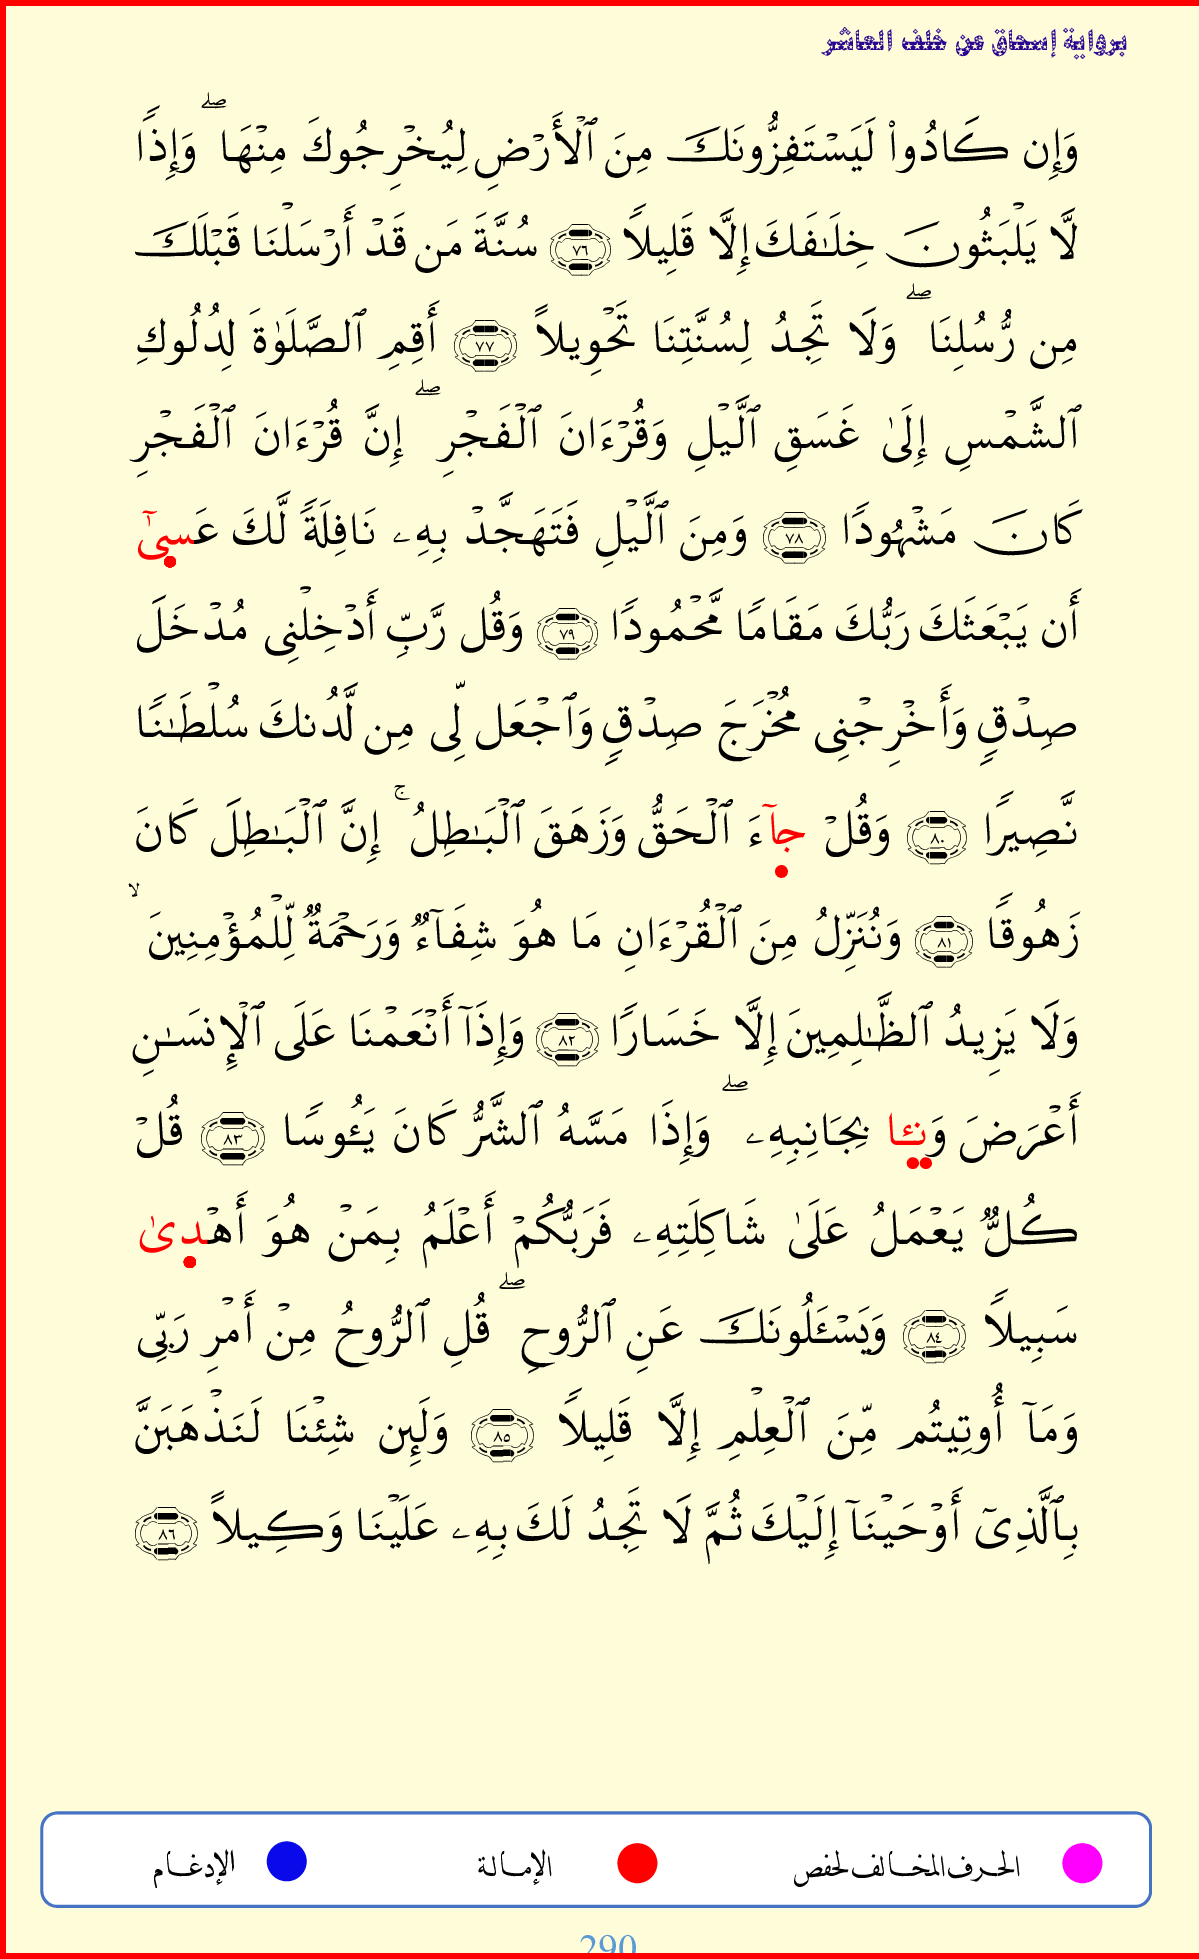 برواية إسحاق عن خلف العاشر
وَإِن كَادُواْ لَيَسْتَفِزُّونَكَ مِنَ ٱلْأَرْضِ لِيُخْرِجُوكَ مِنْهَا ۖ وَإِذًا
لَّا يَلْبَثُونَ خِلَـٰفَكَ إِلَّا قَلِيلًا ٧٦ سُنَّةَ مَن قَدْ أَرْسَلْنَا قَبْلَكَ
مِن رُّسُلِنَا ۖ وَلَا تَجِدُ لِسُنَّتِنَا تَحْوِيلًا ٧٧ أَقِمِ ٱلصَّلَوٰةَ لِدُلُوكِ
ٱلشَّمْسِ إِلَىٰ غَسَقِ ٱلَّيْلِ وَقُرْءَانَ ٱلْفَجْرِ ۖ إِنَّ قُرْءَانَ ٱلْفَجْرِ
كَانَ مَشْهُودًا ٧٨ وَمِنَ ٱلَّيْلِ فَتَهَجَّدْ بِهِۦ نَافِلَةً لَّكَ عَسىٰٓ
أَن يَبْعَثَكَ رَبُّكَ مَقَامًا مَّحْمُودًا ٧٩ وَقُل رَّبِّ أَدْخِلْنِى مُدْخَلَ
صِدْقٍ وَأَخْرِجْنِى مُخْرَجَ صِدْقٍ وَٱجْعَل لِّى مِن لَّدُنكَ سُلْطَـٰنًا
نَّصِيرًا ٨٠ وَقُلْ جآءَ ٱلْحَقُّ وَزَهَقَ ٱلْبَـٰطِلُ ۚ إِنَّ ٱلْبَـٰطِلَ كَانَ
زَهُوقًا ٨١ وَنُنَزِّلُ مِنَ ٱلْقُرْءَانِ مَا هُوَ شِفَآءٌ وَرَحْمَةٌ لِّلْمُؤْمِنِينَ ۙ
وَلَا يَزِيدُ ٱلظَّـٰلِمِينَ إِلَّا خَسَارًا ٨٢ وَإِذَآ أَنْعَمْنَا عَلَى ٱلْإِنسَـٰنِ
أَعْرَضَ وَنـَٔا بِجَانِبِهِۦ ۖ وَإِذَا مَسَّهُ ٱلشَّرُّ كَانَ يَـُٔوسًا ٨٣ قُلْ
كُلٌّ يَعْمَلُ عَلَىٰ شَاكِلَتِهِۦ فَرَبُّكُمْ أَعْلَمُ بِمَنْ هُوَ أَهْدىٰ
سَبِيلًا ٨٤ وَيَسْـَٔلُونَكَ عَنِ ٱلرُّوحِ ۖ قُلِ ٱلرُّوحُ مِنْ أَمْرِ رَبِّى
وَمَآ أُوتِيتُم مِّنَ ٱلْعِلْمِ إِلَّا قَلِيلًا ٨٥ وَلَئِن شِئْنَا لَنَذْهَبَنَّ
بِٱلَّذِىٓ أَوْحَيْنَآ إِلَيْكَ ثُمَّ لَا تَجِدُ لَكَ بِهِۦ عَلَيْنَا وَكِيلًا ٨٦
الحرف المخالف لحفص الإمالة الإدغام
290